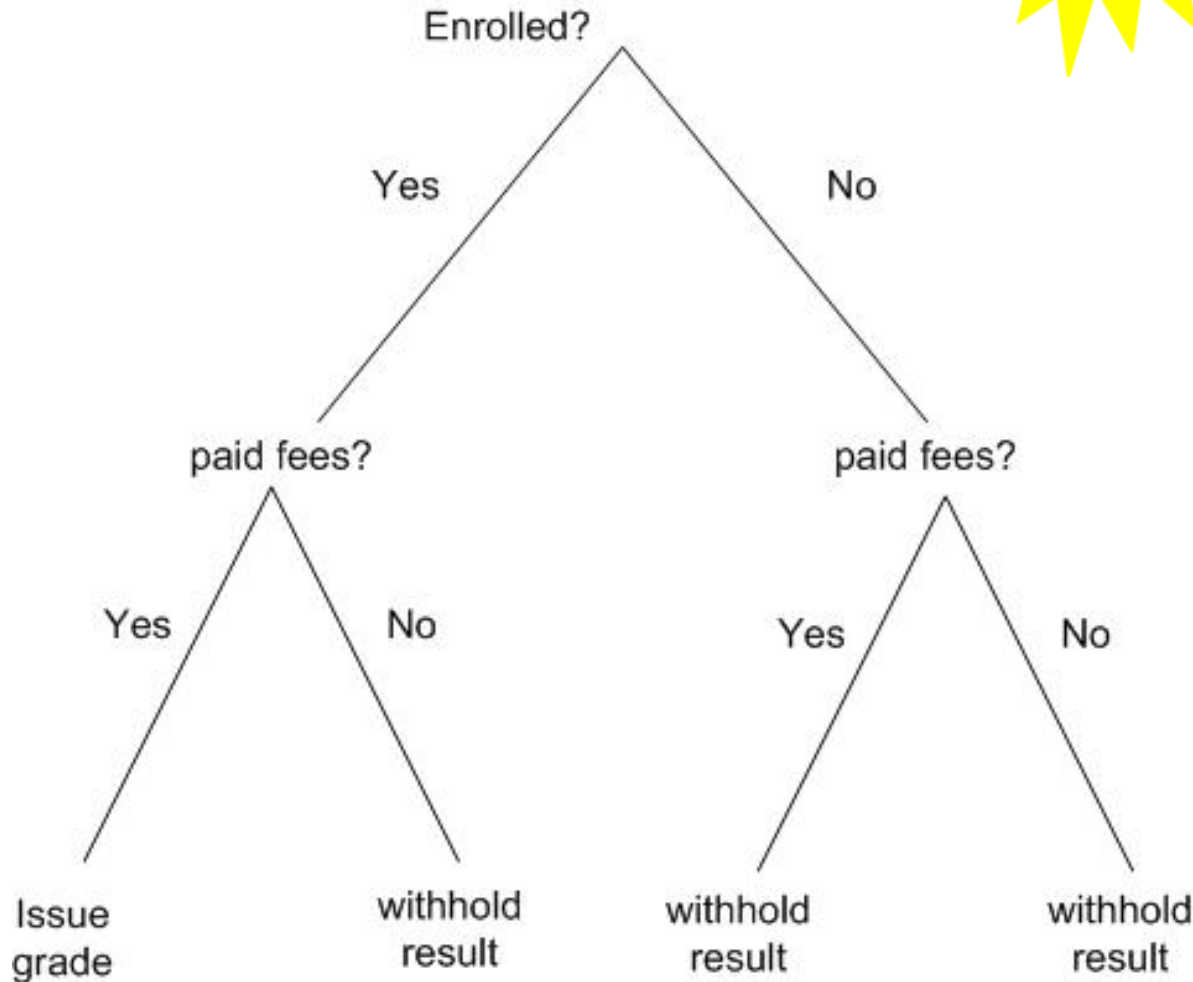 Enrolled?
Yes
No
paid fees?
paid fees?
Yes
No
Yes
No
Issue
grade
withhold
result
withhold
result
withhold
result